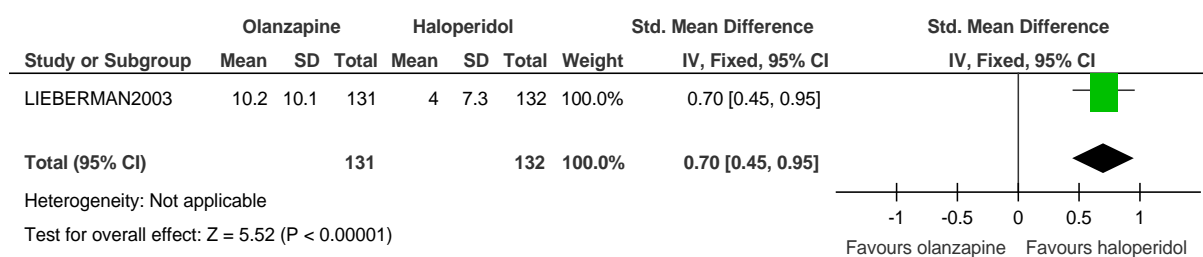 Olanzapine Haloperidol Std. Mean Difference Std. Mean Difference
Study or Subgroup Mean SD Total Mean SD Total Weight IV, Fixed, 95% CI IV, Fixed, 95% CI
LIEBERMAN2003 10.2 10.1 131 4 7.3 132 100.0% 0.70 [0.45, 0.95]
Total (95% CI) 131 132 100.0% 0.70 [0.45, 0.95]
Heterogeneity: Not applicable
Test for overall effect: Z = 5.52 (P < 0.00001)
-1 -0.5 0 0.5 1
Favours olanzapine Favours haloperidol